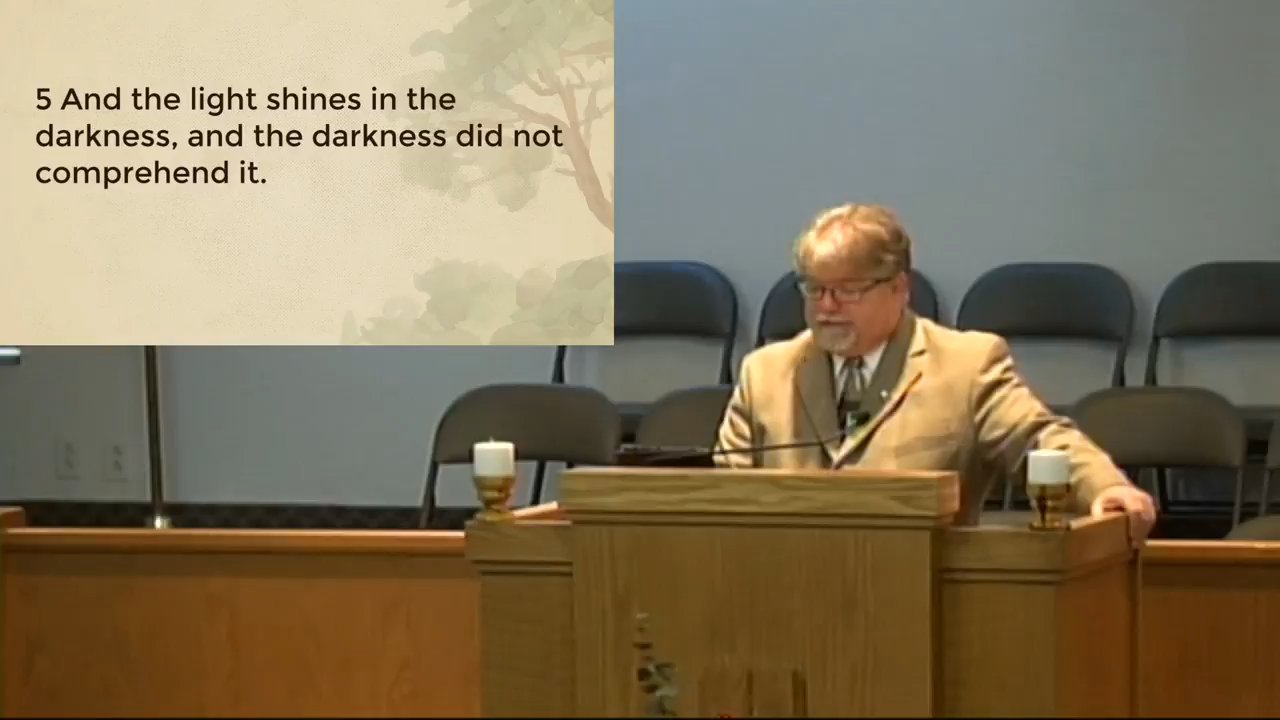 5 And the light shines in the
darkness, and the darkness did not
comprehend it.